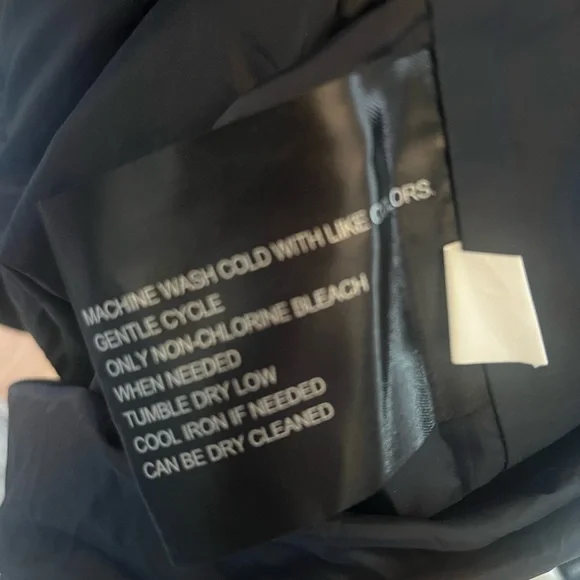 MACHINE WASH COLD WITH LIKE COLORS.
GENTLE CYCLE
ONLY NON-CHLORINE BLEACH
WHEN NEEDED
TUMBLE DRY LOW
COOL IRON IF NEEDED
CAN BE DRY CLEANED